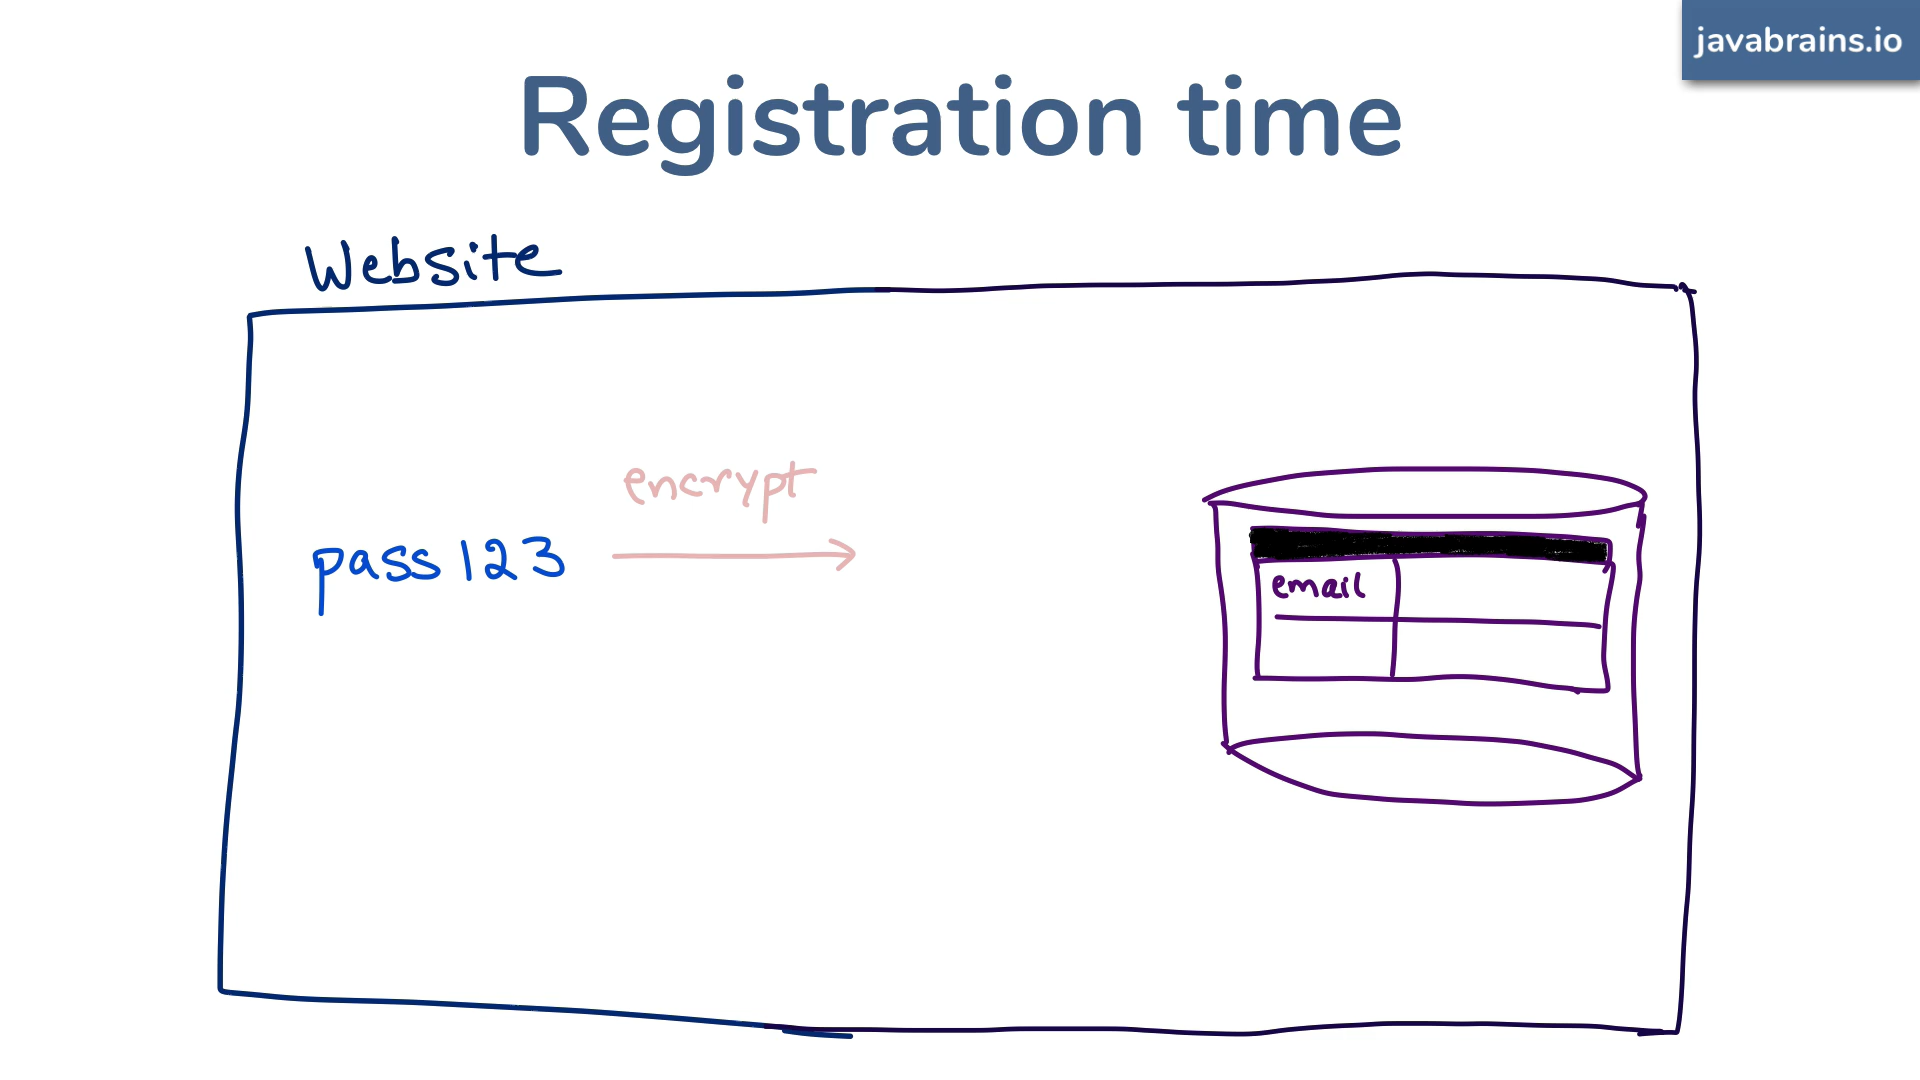 javabrains.io
Registration time
Website
encrypt
pass123
email